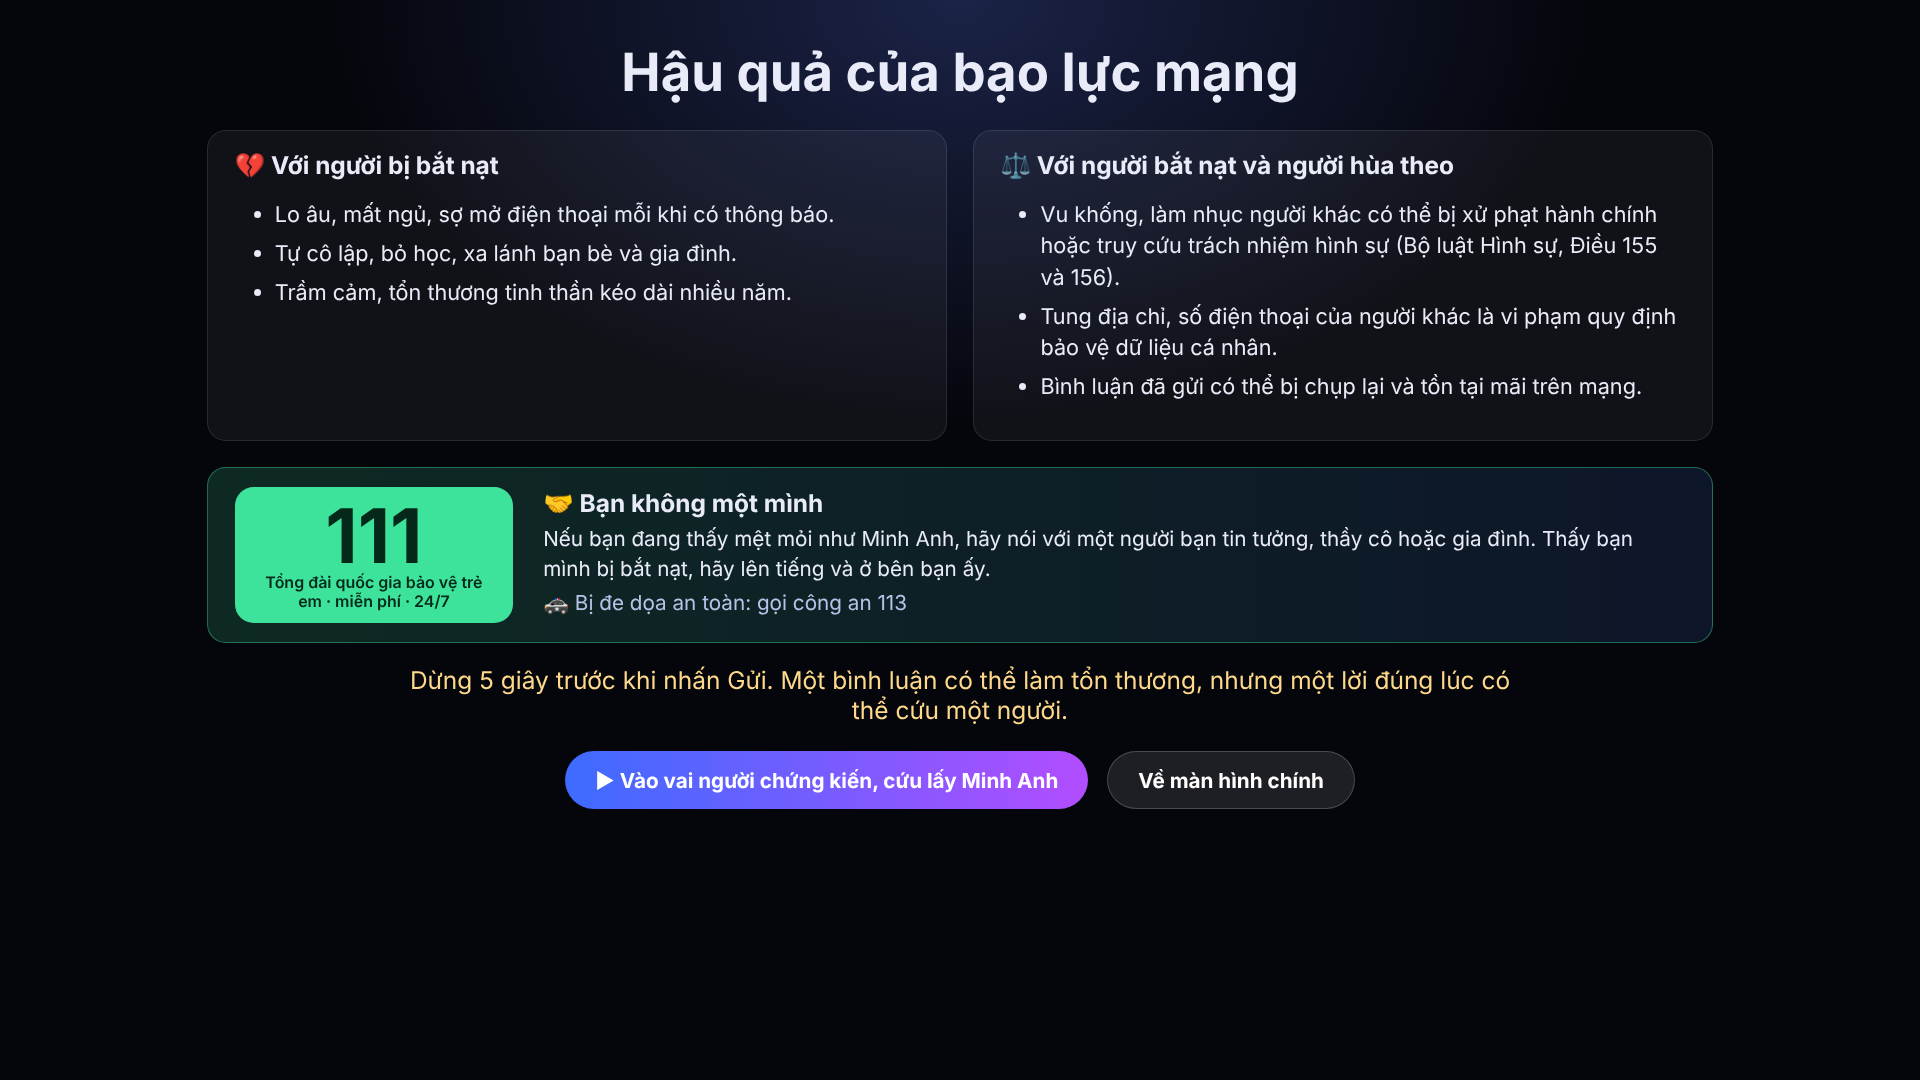 Hậu quả của bạo lực mạng
💔 Với người bị bắt nạt
• Lo âu, mất ngủ, sợ mở điện thoại mỗi khi có thông báo.
• Tự cô lập, bỏ học, xa lánh bạn bè và gia đình.
• Trầm cảm, tổn thương tinh thần kéo dài nhiều năm.
⚖️ Với người bắt nạt và người hùa theo
• Vu khống, làm nhục người khác có thể bị xử phạt hành chính
hoặc truy cứu trách nhiệm hình sự (Bộ luật Hình sự, Điều 155
và 156).
• Tung địa chỉ, số điện thoại của người khác là vi phạm quy định
bảo vệ dữ liệu cá nhân.
• Bình luận đã gửi có thể bị chụp lại và tồn tại mãi trên mạng.
111
Tổng đài quốc gia bảo vệ trẻ
em · miễn phí · 24/7
🤝 Bạn không một mình
Nếu bạn đang thấy mệt mỏi như Minh Anh, hãy nói với một người bạn tin tưởng, thầy cô hoặc gia đình. Thấy bạn
mình bị bắt nạt, hãy lên tiếng và ở bên bạn ấy.
🚓 Bị đe dọa an toàn: gọi công an 113
Dừng 5 giây trước khi nhấn Gửi. Một bình luận có thể làm tổn thương, nhưng một lời đúng lúc có
thể cứu một người.
▶ Vào vai người chứng kiến, cứu lấy Minh Anh
Về màn hình chính